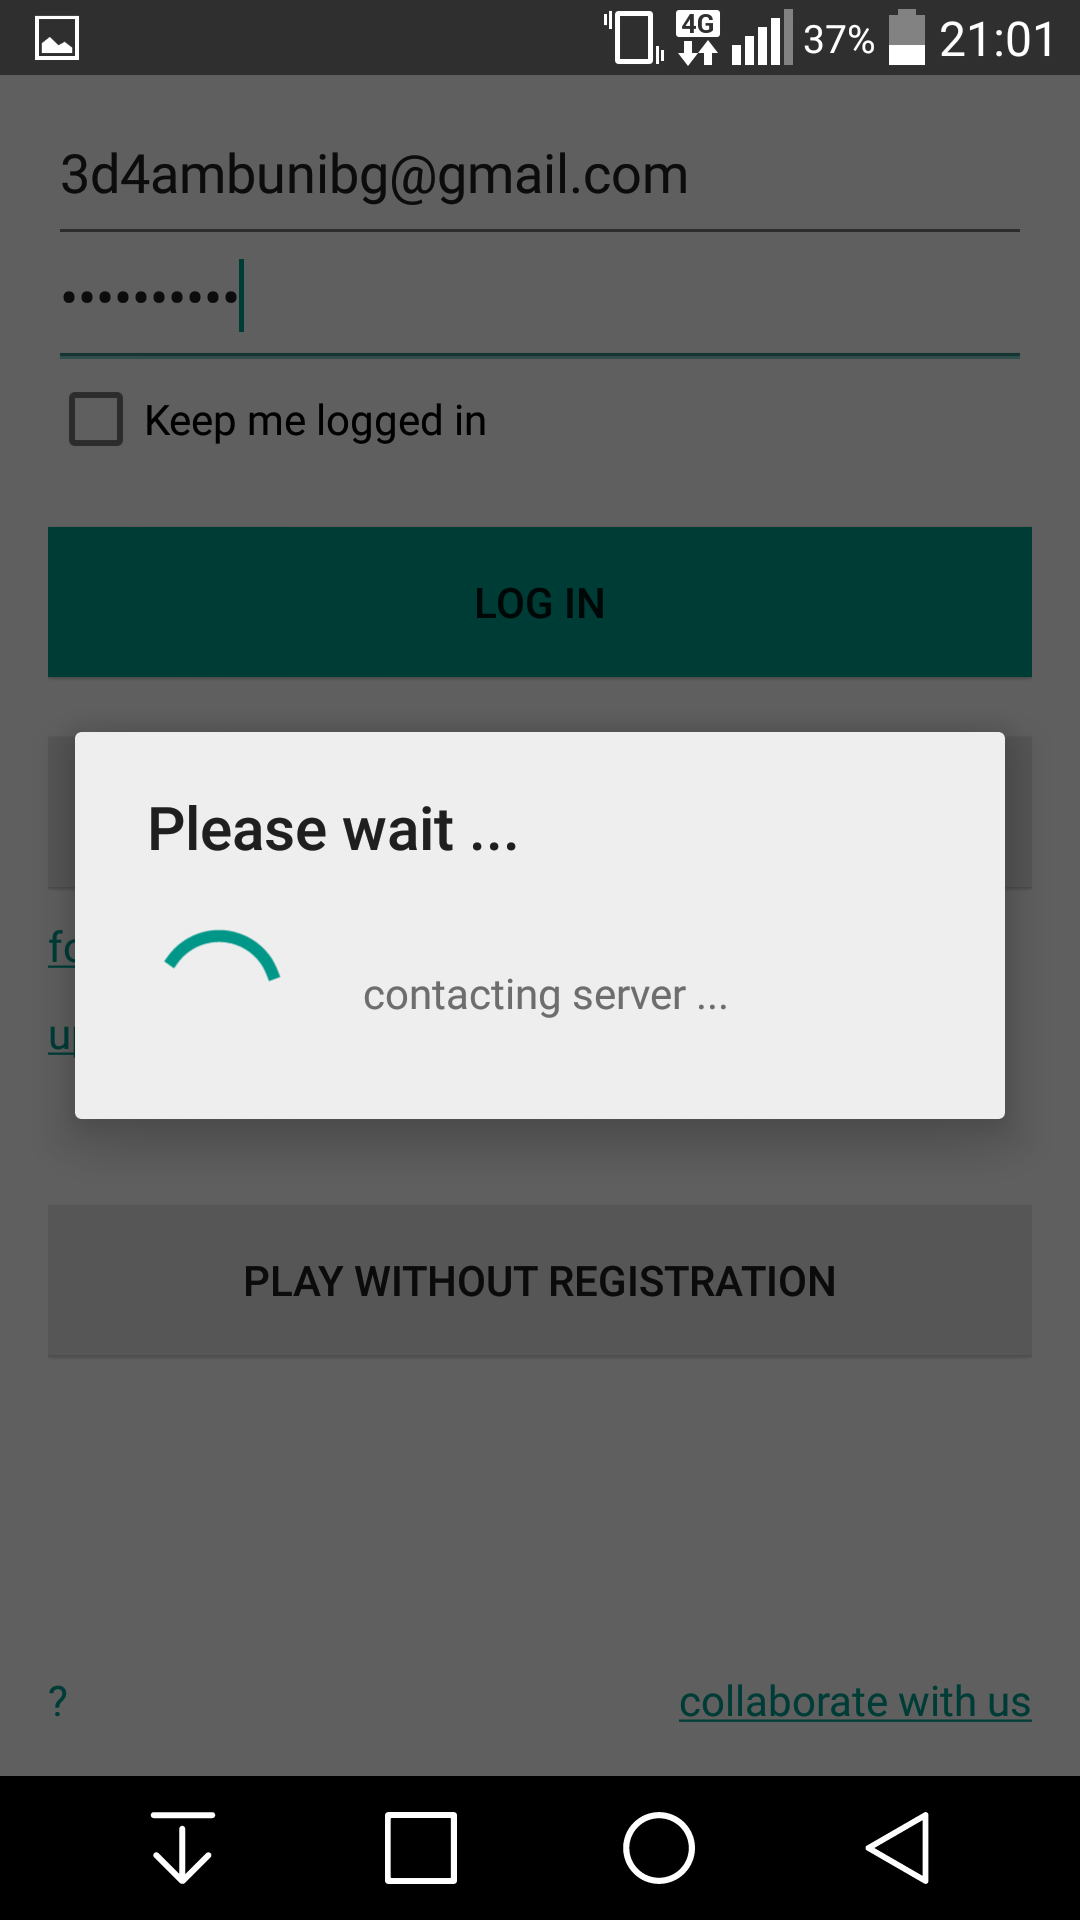 4G 37% 21:01
3d4ambunibg@gmail.com
••••••••••
Keep me logged in
LOG IN
Please wait ...
contacting server ...
PLAY WITHOUT REGISTRATION
? collaborate with us